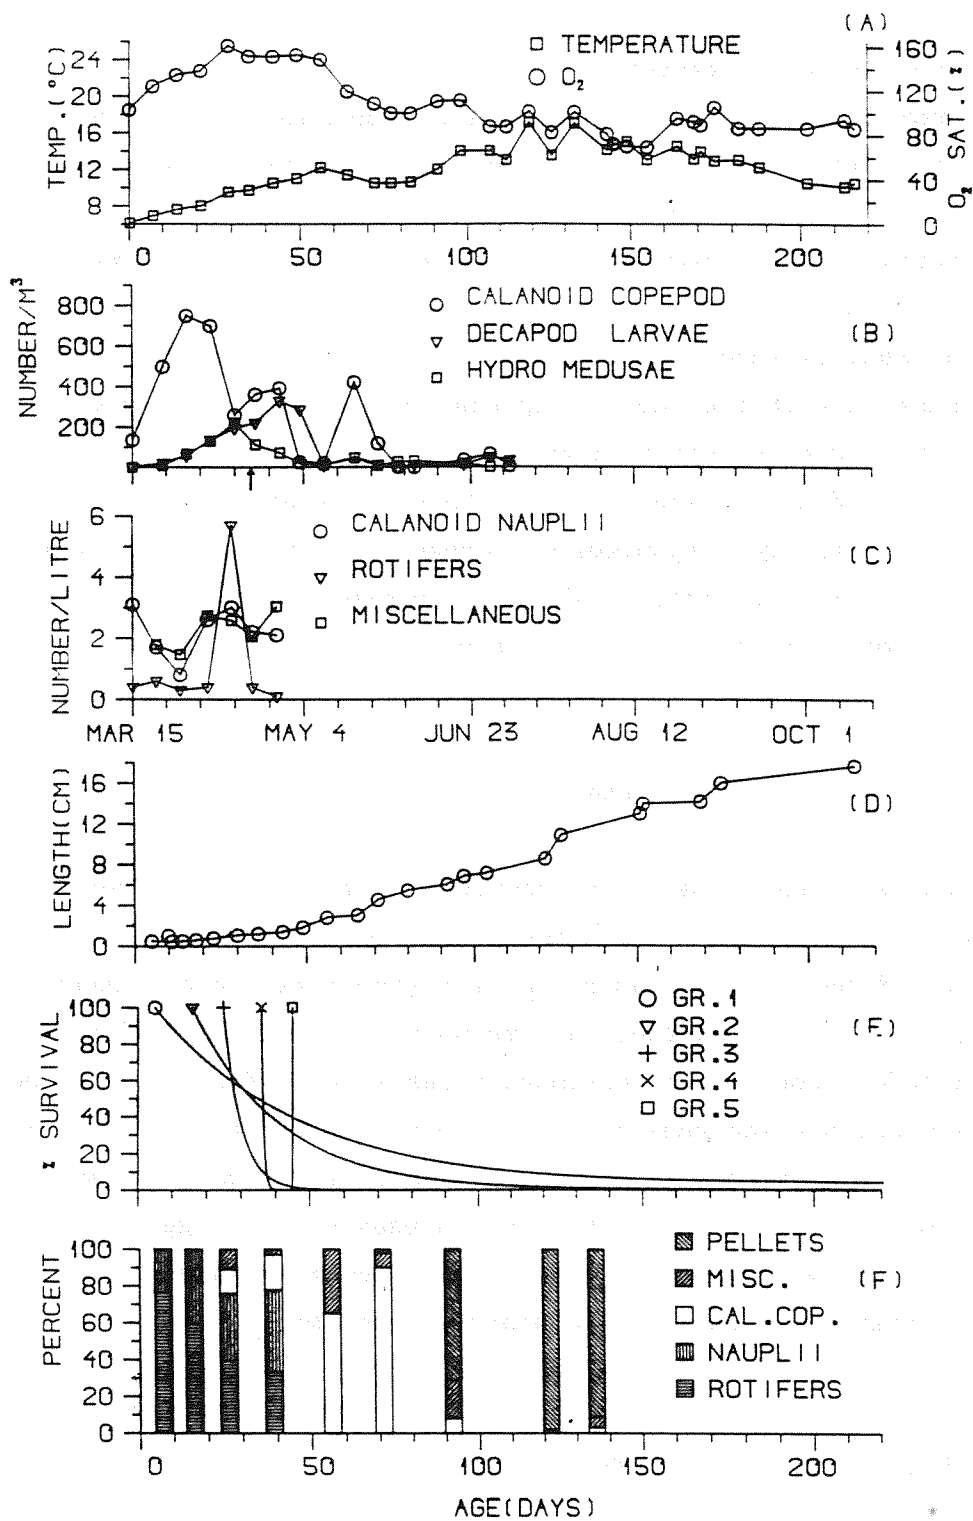 (A)
TEMP.(°C)
24
20
16
12
8
□ TEMPERATURE
○ O₂
160
120
80
40
0
O₂ SAT.(%)
0 50 100 150 200
NUMBER/M³
800
600
400
200
○ CALANOID COPEPOD
▽ DECAPOD LARVAE
□ HYDRO MEDUSAE
(B)
NUMBER/LITRE
6
4
2
0
○ CALANOID NAUPLII
▽ ROTIFERS
□ MISCELLANEOUS
(C)
MAR 15 MAY 4 JUN 23 AUG 12 OCT 1
LENGTH(CM)
16
12
8
4
0
(D)
% SURVIVAL
100
80
60
40
20
0
○ GR.1
▽ GR.2
+ GR.3
× GR.4
□ GR.5
(E)
PERCENT
100
80
60
40
20
0
PELLETS
MISC.
CAL.COP.
NAUPLII
ROTIFERS
(F)
0 50 100 150 200
AGE(DAYS)